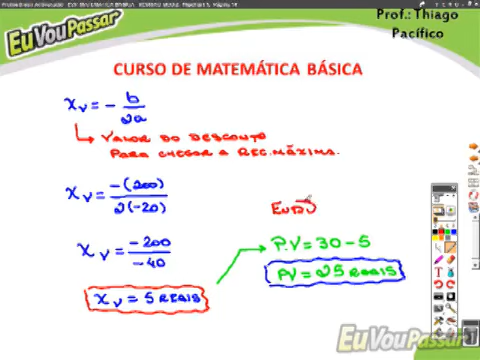 Prof.: Thiago
Pacífico
EuVouPassar
CURSO DE MATEMÁTICA BÁSICA
Xv = - b/2a
VALOR DO DESCONTO
PARA CHEGAR A REC. MÁXIMA.
Xv = -(200)/2(-20)
Xv = -200/-40
Xv = 5 REAIS
P.V = 30 - 5
PV = 25 REAIS
EuVouPassar